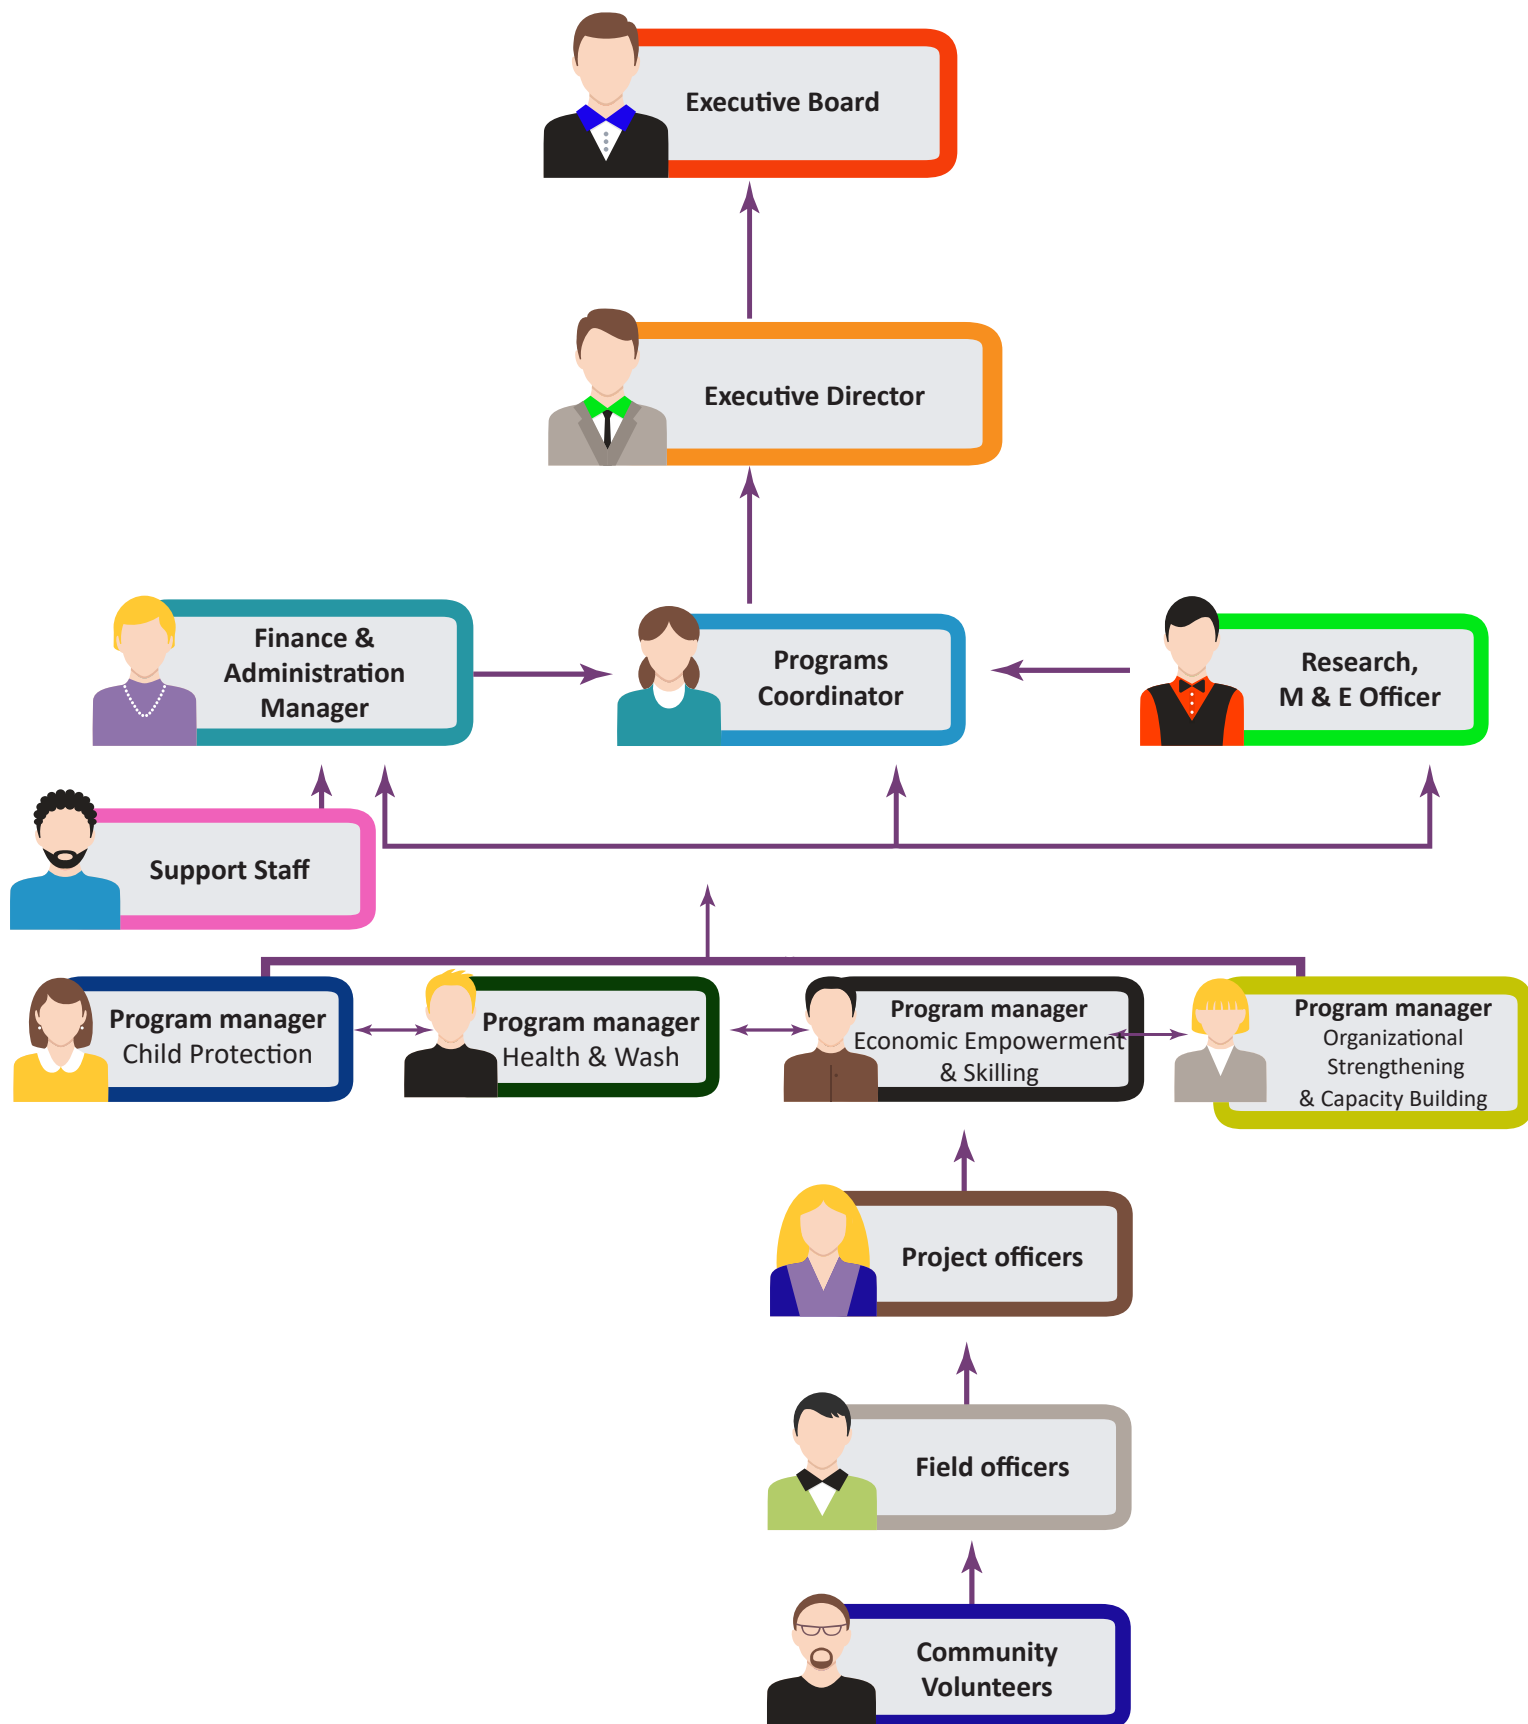 Executive Board
Executive Director
Finance &
Administration
Manager
Programs
Coordinator
Research,
M & E Officer
Support Staff
Program manager
Child Protection
Program manager
Health & Wash
Program manager
Economic Empowerment
& Skilling
Program manager
Organizational
Strengthening
& Capacity Building
Project officers
Field officers
Community
Volunteers